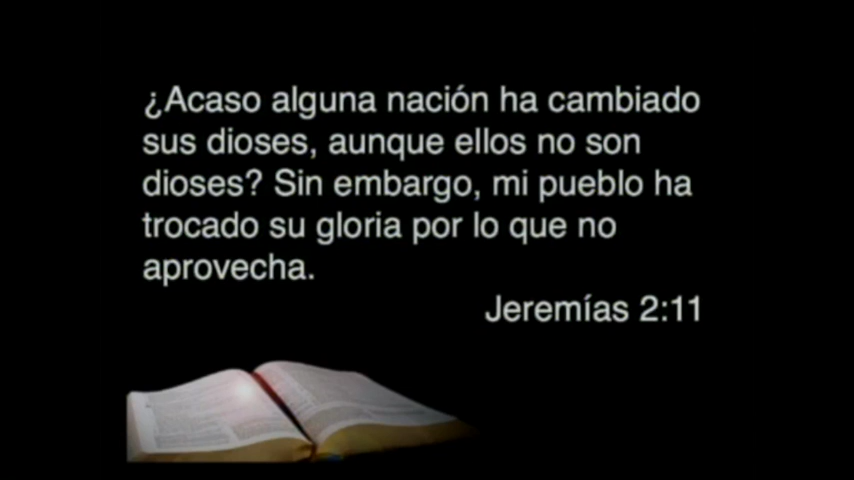 ¿Acaso alguna nación ha cambiado
sus dioses, aunque ellos no son
dioses? Sin embargo, mi pueblo ha
trocado su gloria por lo que no
aprovecha.
Jeremías 2:11